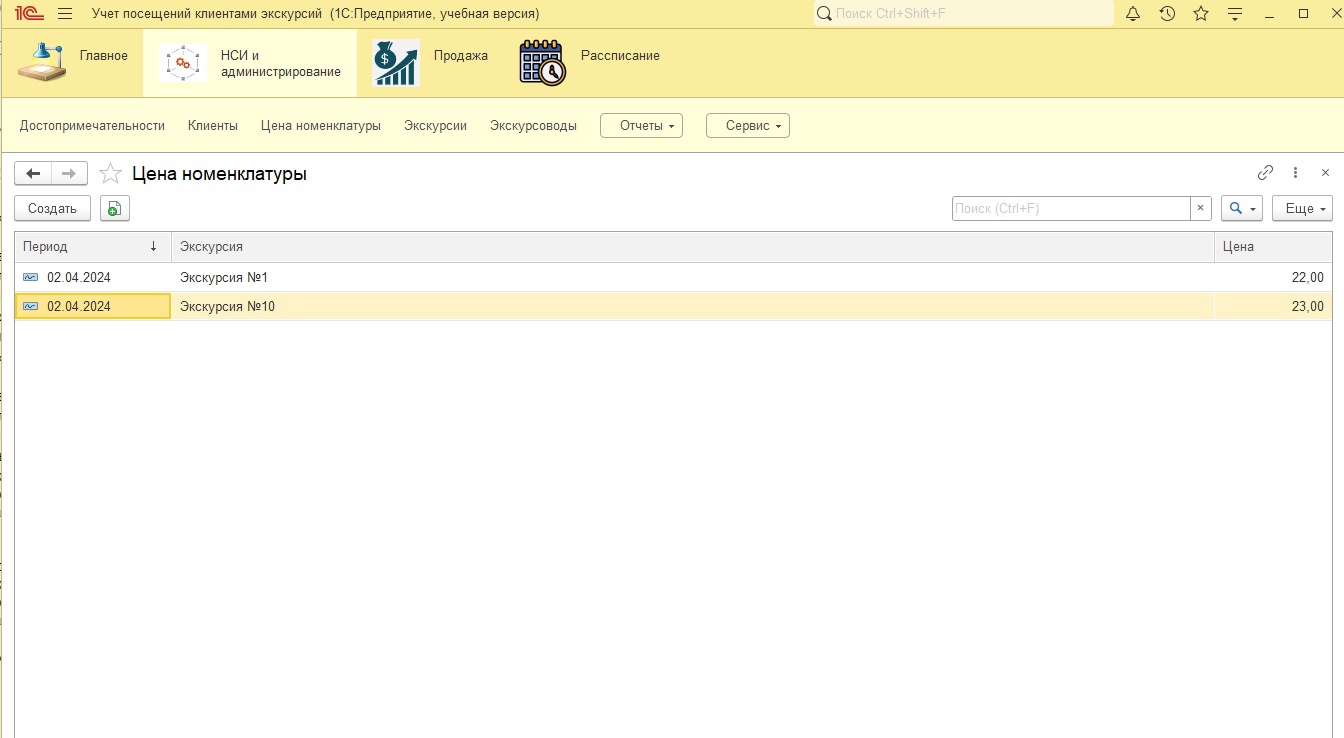 1С Учет посещений клиентами экскурсий (1С:Предприятие, учебная версия) Поиск Ctrl+Shift+F
Главное
НСИ и
администрирование
Продажа
Рассписание
Достопримечательности Клиенты Цена номенклатуры Экскурсии Экскурсоводы Отчеты Сервис
Цена номенклатуры
Создать Поиск (Ctrl+F) × Еще
Период ↓ Экскурсия Цена
02.04.2024 Экскурсия №1 22,00
02.04.2024 Экскурсия №10 23,00